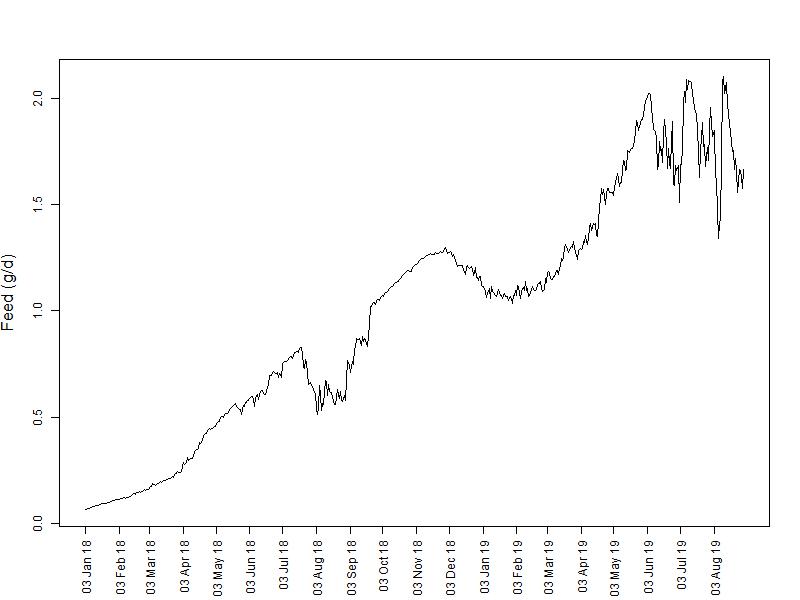 Feed (g/d)
2.0
1.5
1.0
0.5
0.0
03 Jan 18
03 Feb 18
03 Mar 18
03 Apr 18
03 May 18
03 Jun 18
03 Jul 18
03 Aug 18
03 Sep 18
03 Oct 18
03 Nov 18
03 Dec 18
03 Jan 19
03 Feb 19
03 Mar 19
03 Apr 19
03 May 19
03 Jun 19
03 Jul 19
03 Aug 19